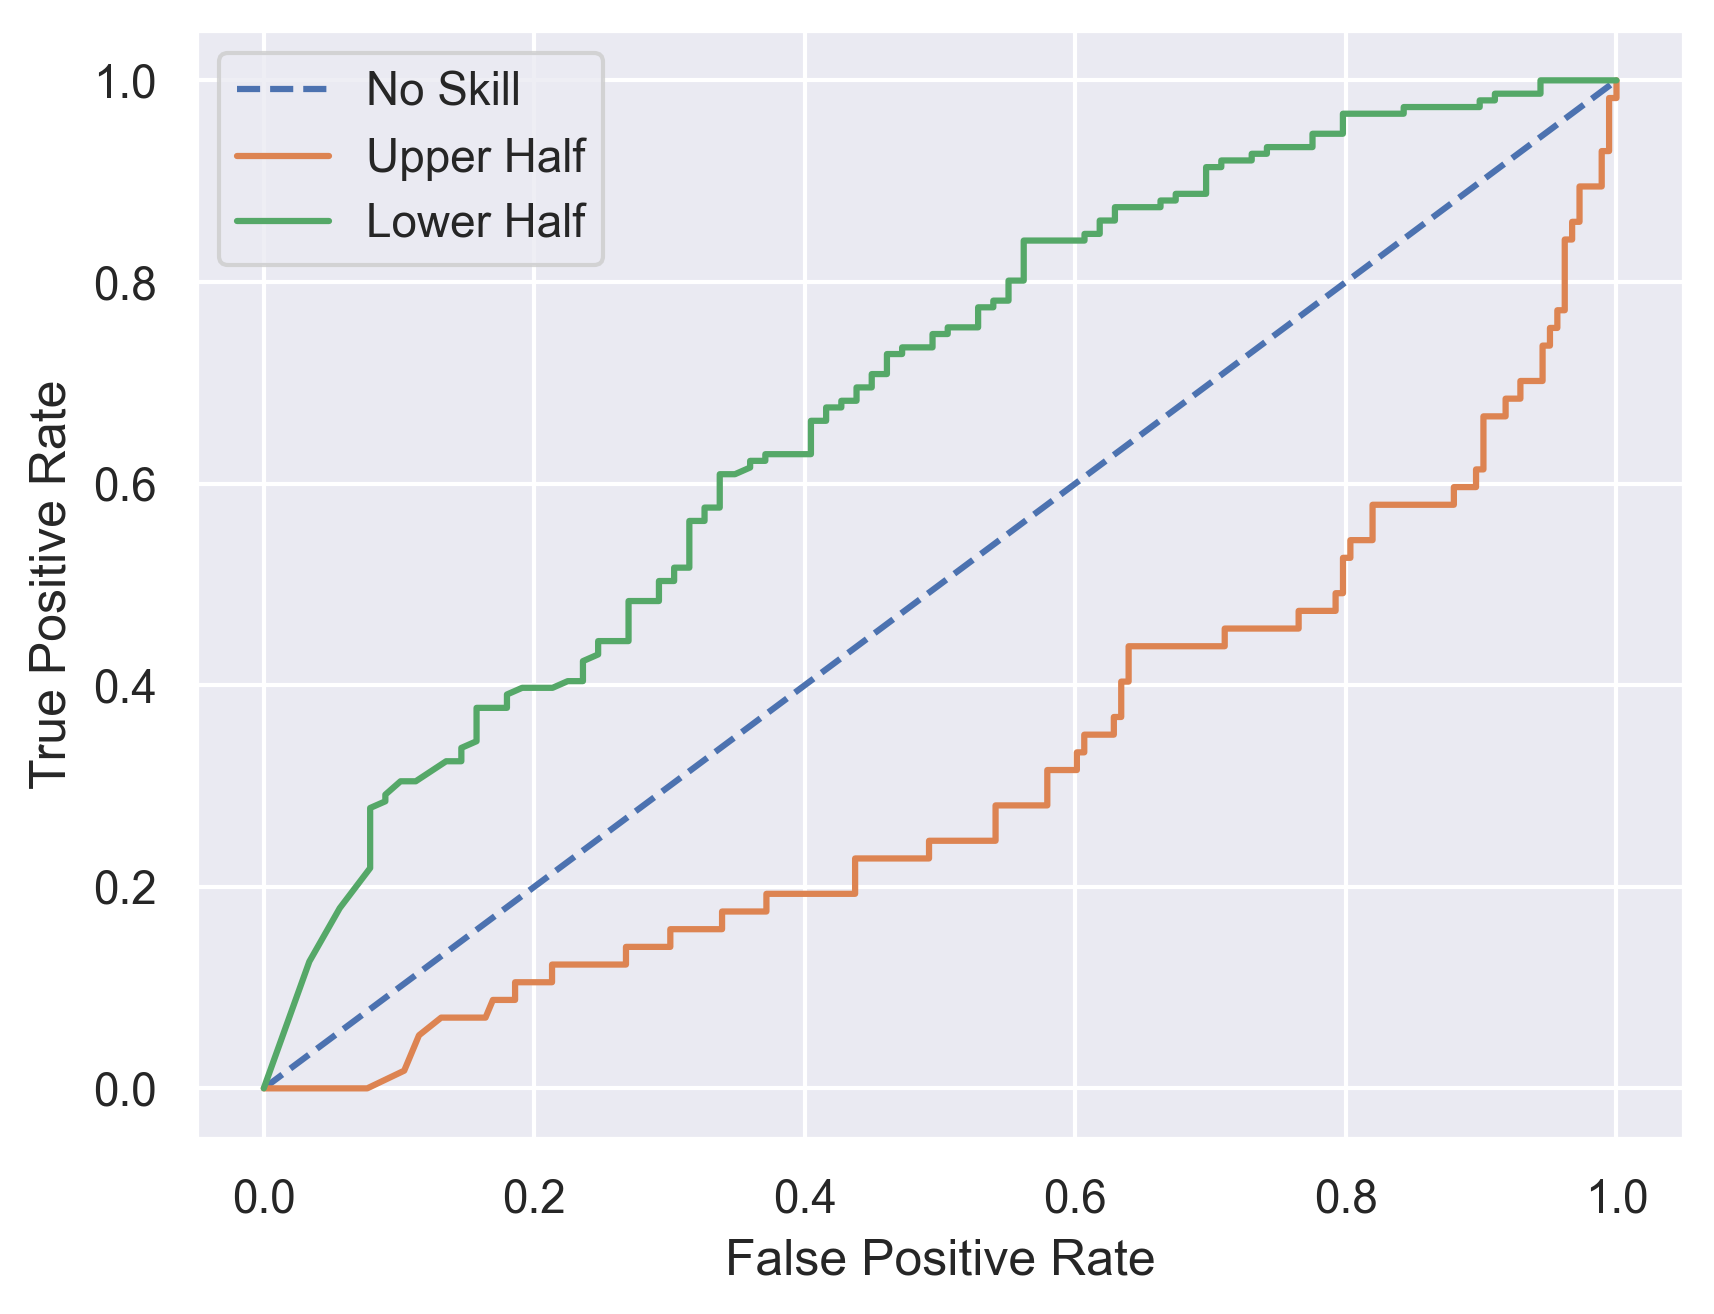 No Skill
Upper Half
Lower Half
1.0
0.8
0.6
0.4
0.2
0.0
True Positive Rate
0.0 0.2 0.4 0.6 0.8 1.0
False Positive Rate